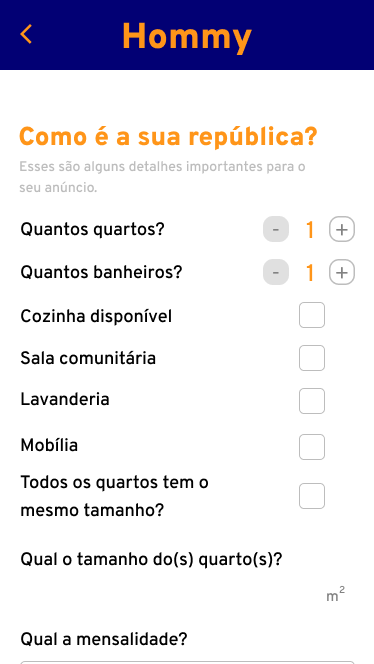 Hommy
Como é a sua república?
Esses são alguns detalhes importantes para o
seu anúncio.
Quantos quartos? - 1 +
Quantos banheiros? - 1 +
Cozinha disponível
Sala comunitária
Lavanderia
Mobília
Todos os quartos tem o
mesmo tamanho?
Qual o tamanho do(s) quarto(s)?
m²
Qual a mensalidade?